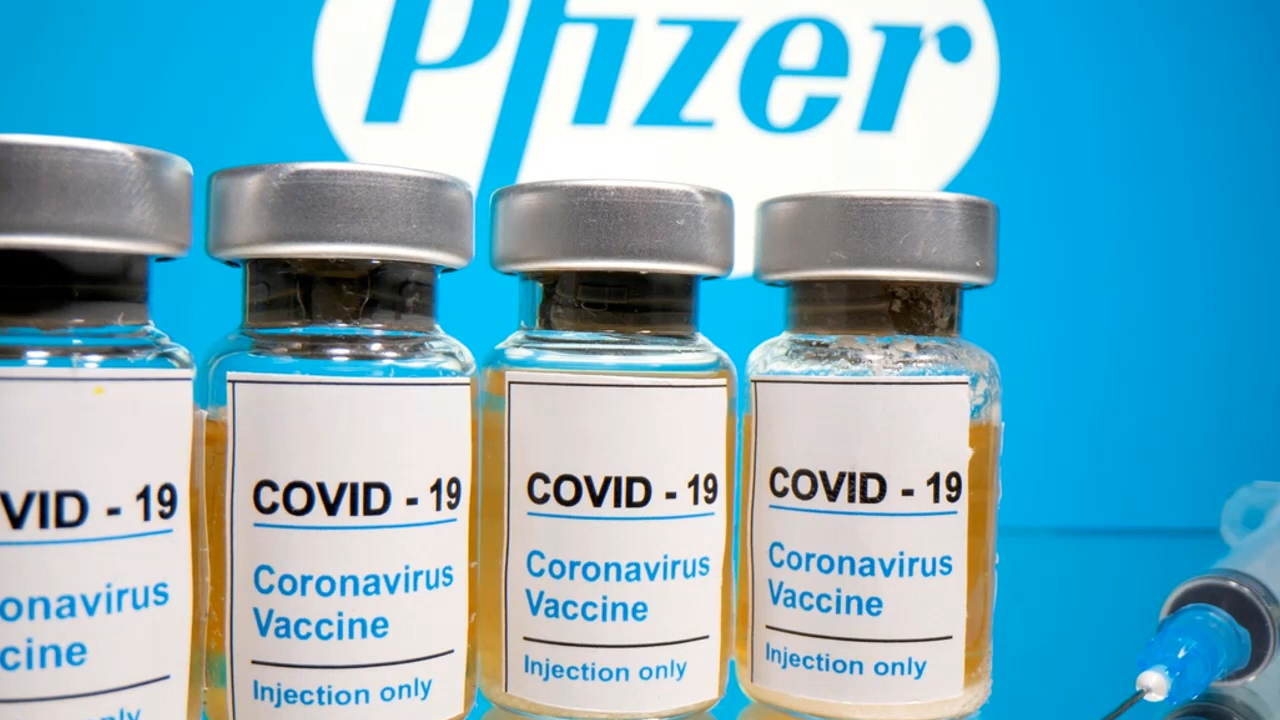 Pfizer
VID - 19
onavirus
cine
nly
COVID - 19
Coronavirus
Vaccine
Injection only
COVID - 19
Coronavirus
Vaccine
Injection only
COVID - 19
Coronavirus
Vaccine
Injection only